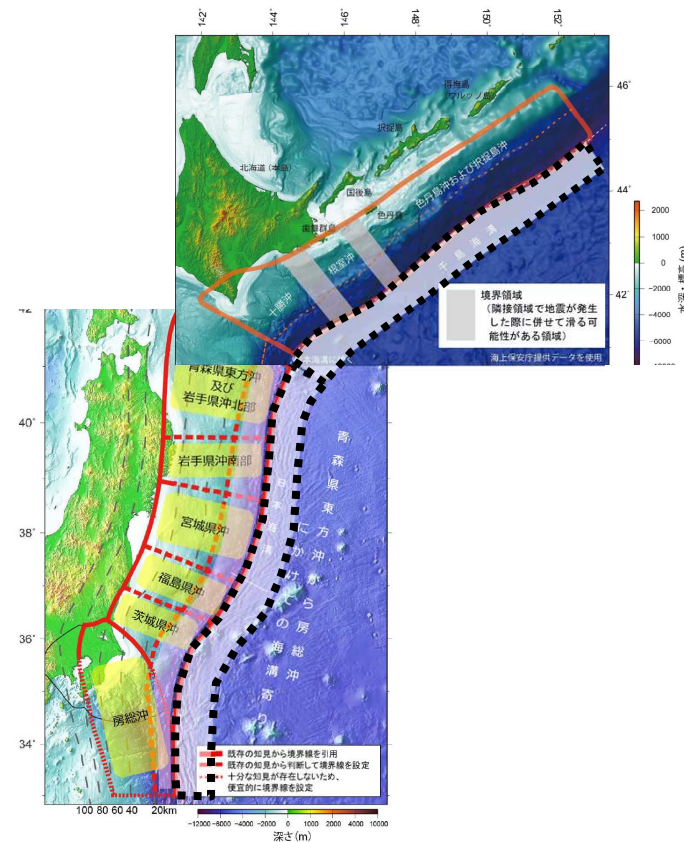 142°
144°
146°
148°
150°
152°
46°
44°
42°
得撫島
(ウルップ島)
択捉島
北海道(本島)
国後島
色丹島
歯舞群島
色丹島沖および択捉島沖
根室沖
十勝沖
千島海溝
境界領域
(隣接領域で地震が発生
した際に併せて滑る可
能性がある領域)
海上保安庁提供データを使用
2000
0
-2000
-4000
-6000
水深・標高(m)
42°
40°
38°
36°
34°
青森県東方沖
及び
岩手県沖北部
岩手県沖南部
宮城県沖
福島県沖
茨城県沖
房総沖
日本海溝
青森県東方沖から房総沖
にかけての海溝寄り
既存の知見から境界線を引用
既存の知見から判断して境界線を設定
十分な知見が存在しないため、
便宜的に境界線を設定
100 80 60 40 20km
-12000 -6000 -4000 -2000 0 2000 4000 6000 10000
深さ(m)